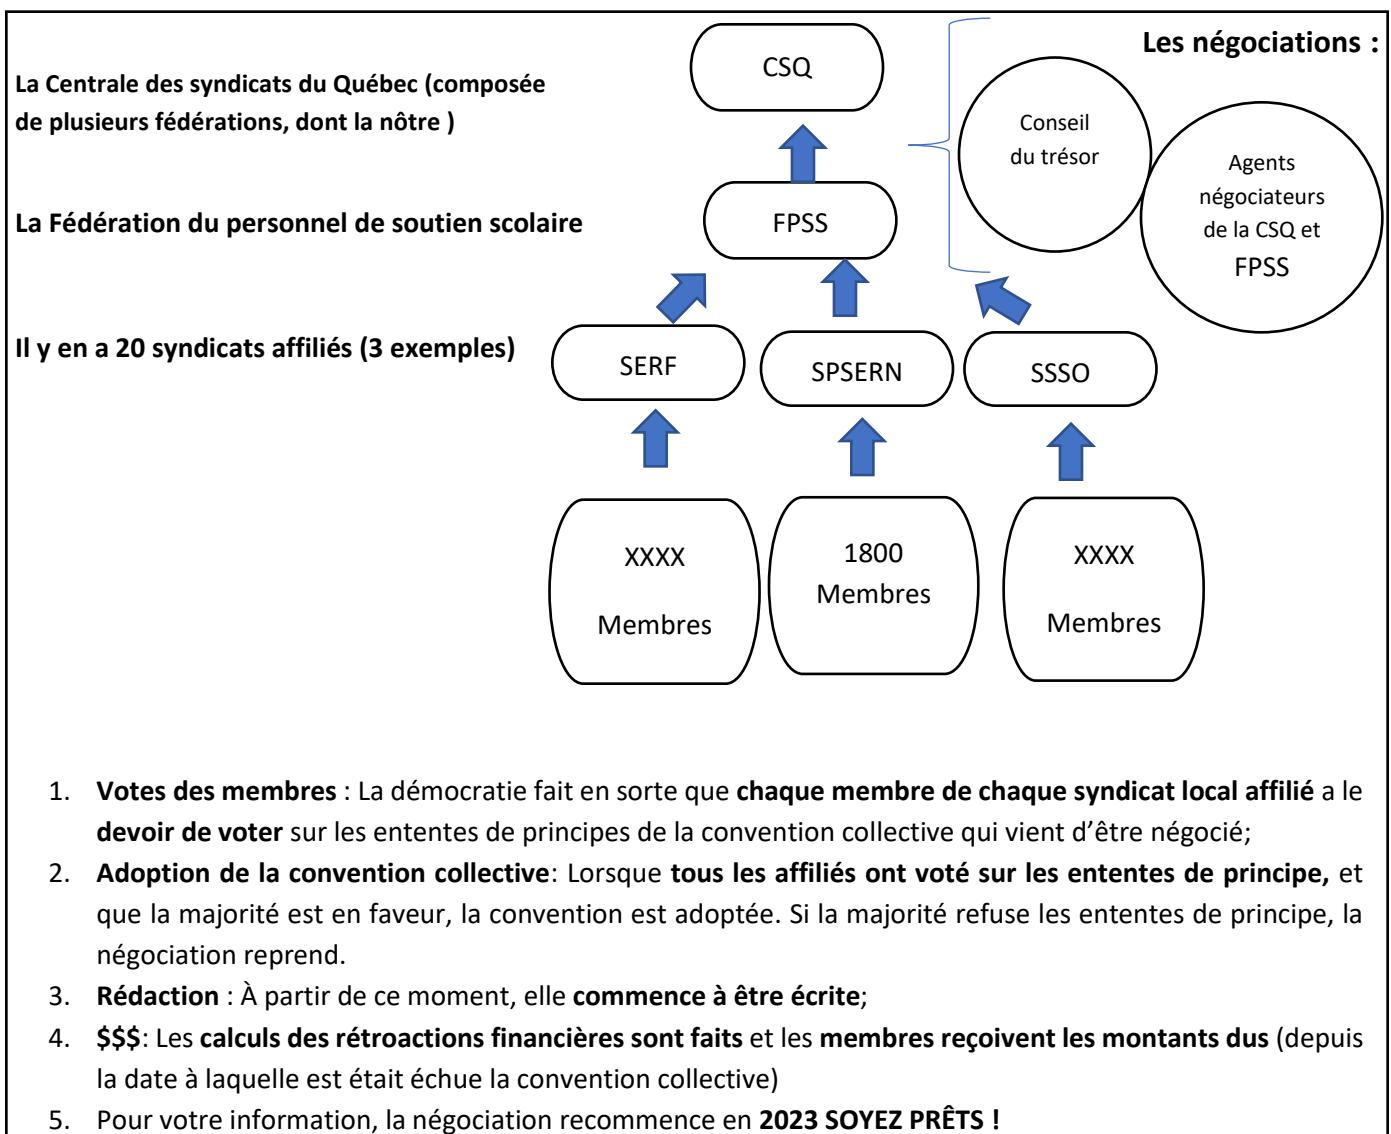 Les négociations :
CSQ
La Centrale des syndicats du Québec (composée
de plusieurs fédérations, dont la nôtre )
Conseil
du trésor
Agents
négociateurs
de la CSQ et
FPSS
La Fédération du personnel de soutien scolaire
FPSS
Il y en a 20 syndicats affiliés (3 exemples)
SERF
SPSERN
SSSO
XXXX
Membres
1800
Membres
XXXX
Membres
1. Votes des membres : La démocratie fait en sorte que chaque membre de chaque syndicat local affilié a le
devoir de voter sur les ententes de principes de la convention collective qui vient d’être négocié;
2. Adoption de la convention collective: Lorsque tous les affiliés ont voté sur les ententes de principe, et
que la majorité est en faveur, la convention est adoptée. Si la majorité refuse les ententes de principe, la
négociation reprend.
3. Rédaction : À partir de ce moment, elle commence à être écrite;
4. $$$: Les calculs des rétroactions financières sont faits et les membres reçoivent les montants dus (depuis
la date à laquelle est était échue la convention collective)
5. Pour votre information, la négociation recommence en 2023 SOYEZ PRÊTS !